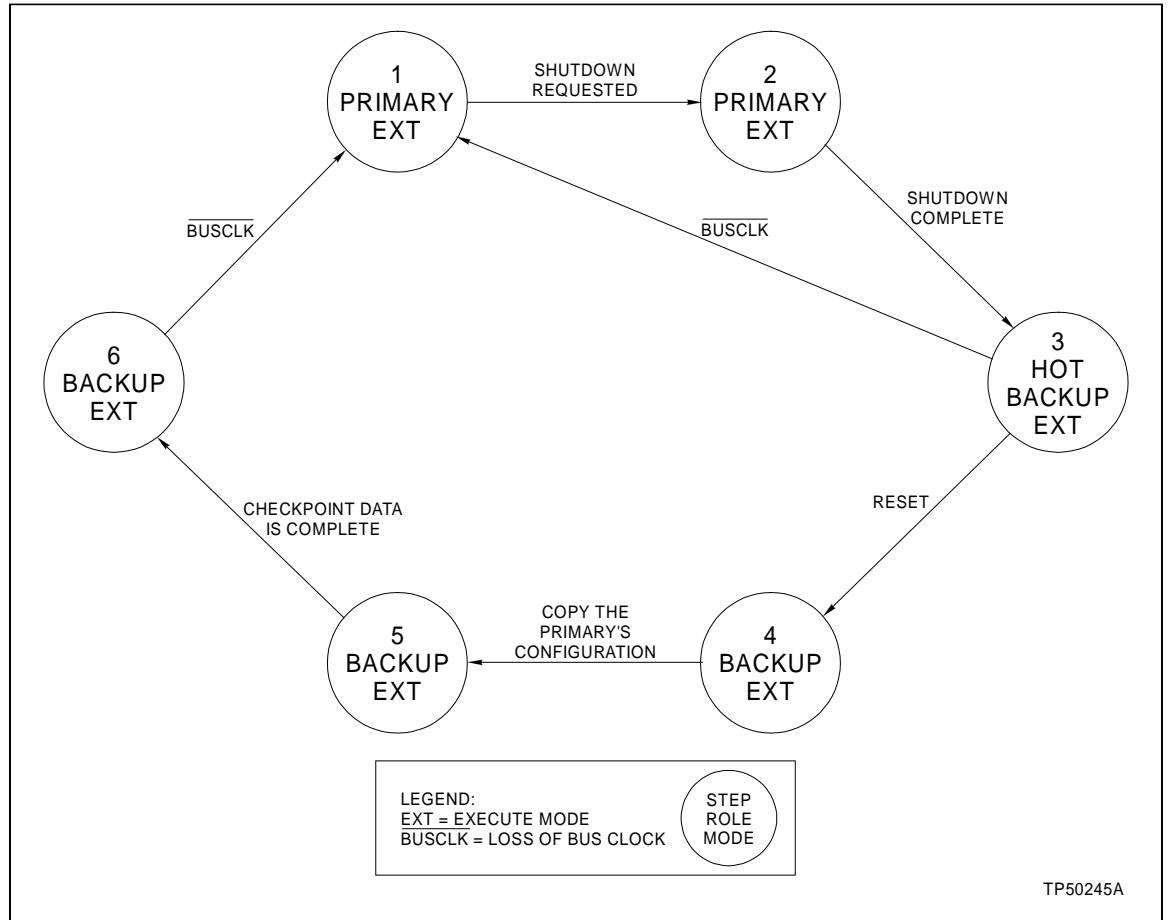 1
PRIMARY
EXT
SHUTDOWN
REQUESTED
2
PRIMARY
EXT
SHUTDOWN
COMPLETE
BUSCLK
BUSCLK
3
HOT
BACKUP
EXT
6
BACKUP
EXT
RESET
CHECKPOINT DATA
IS COMPLETE
5
BACKUP
EXT
COPY THE
PRIMARY'S
CONFIGURATION
4
BACKUP
EXT
LEGEND:
EXT = EXECUTE MODE
BUSCLK = LOSS OF BUS CLOCK
STEP
ROLE
MODE
TP50245A